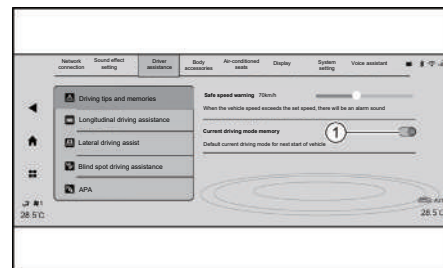 Network connection
Sound effect setting
Driver assistance
Body accessories
Air-conditioned seats
Display
System setting
Voice assistant
Driving tips and memories
Longitudinal driving assistance
Lateral driving assist
Blind spot driving assistance
APA
Safe speed warning 70km/h
When the vehicle speed exceeds the set speed, there will be an alarm sound
Current driving mode memory
1
Default current driving mode for next start of vehicle
28.5°C
28.5°C